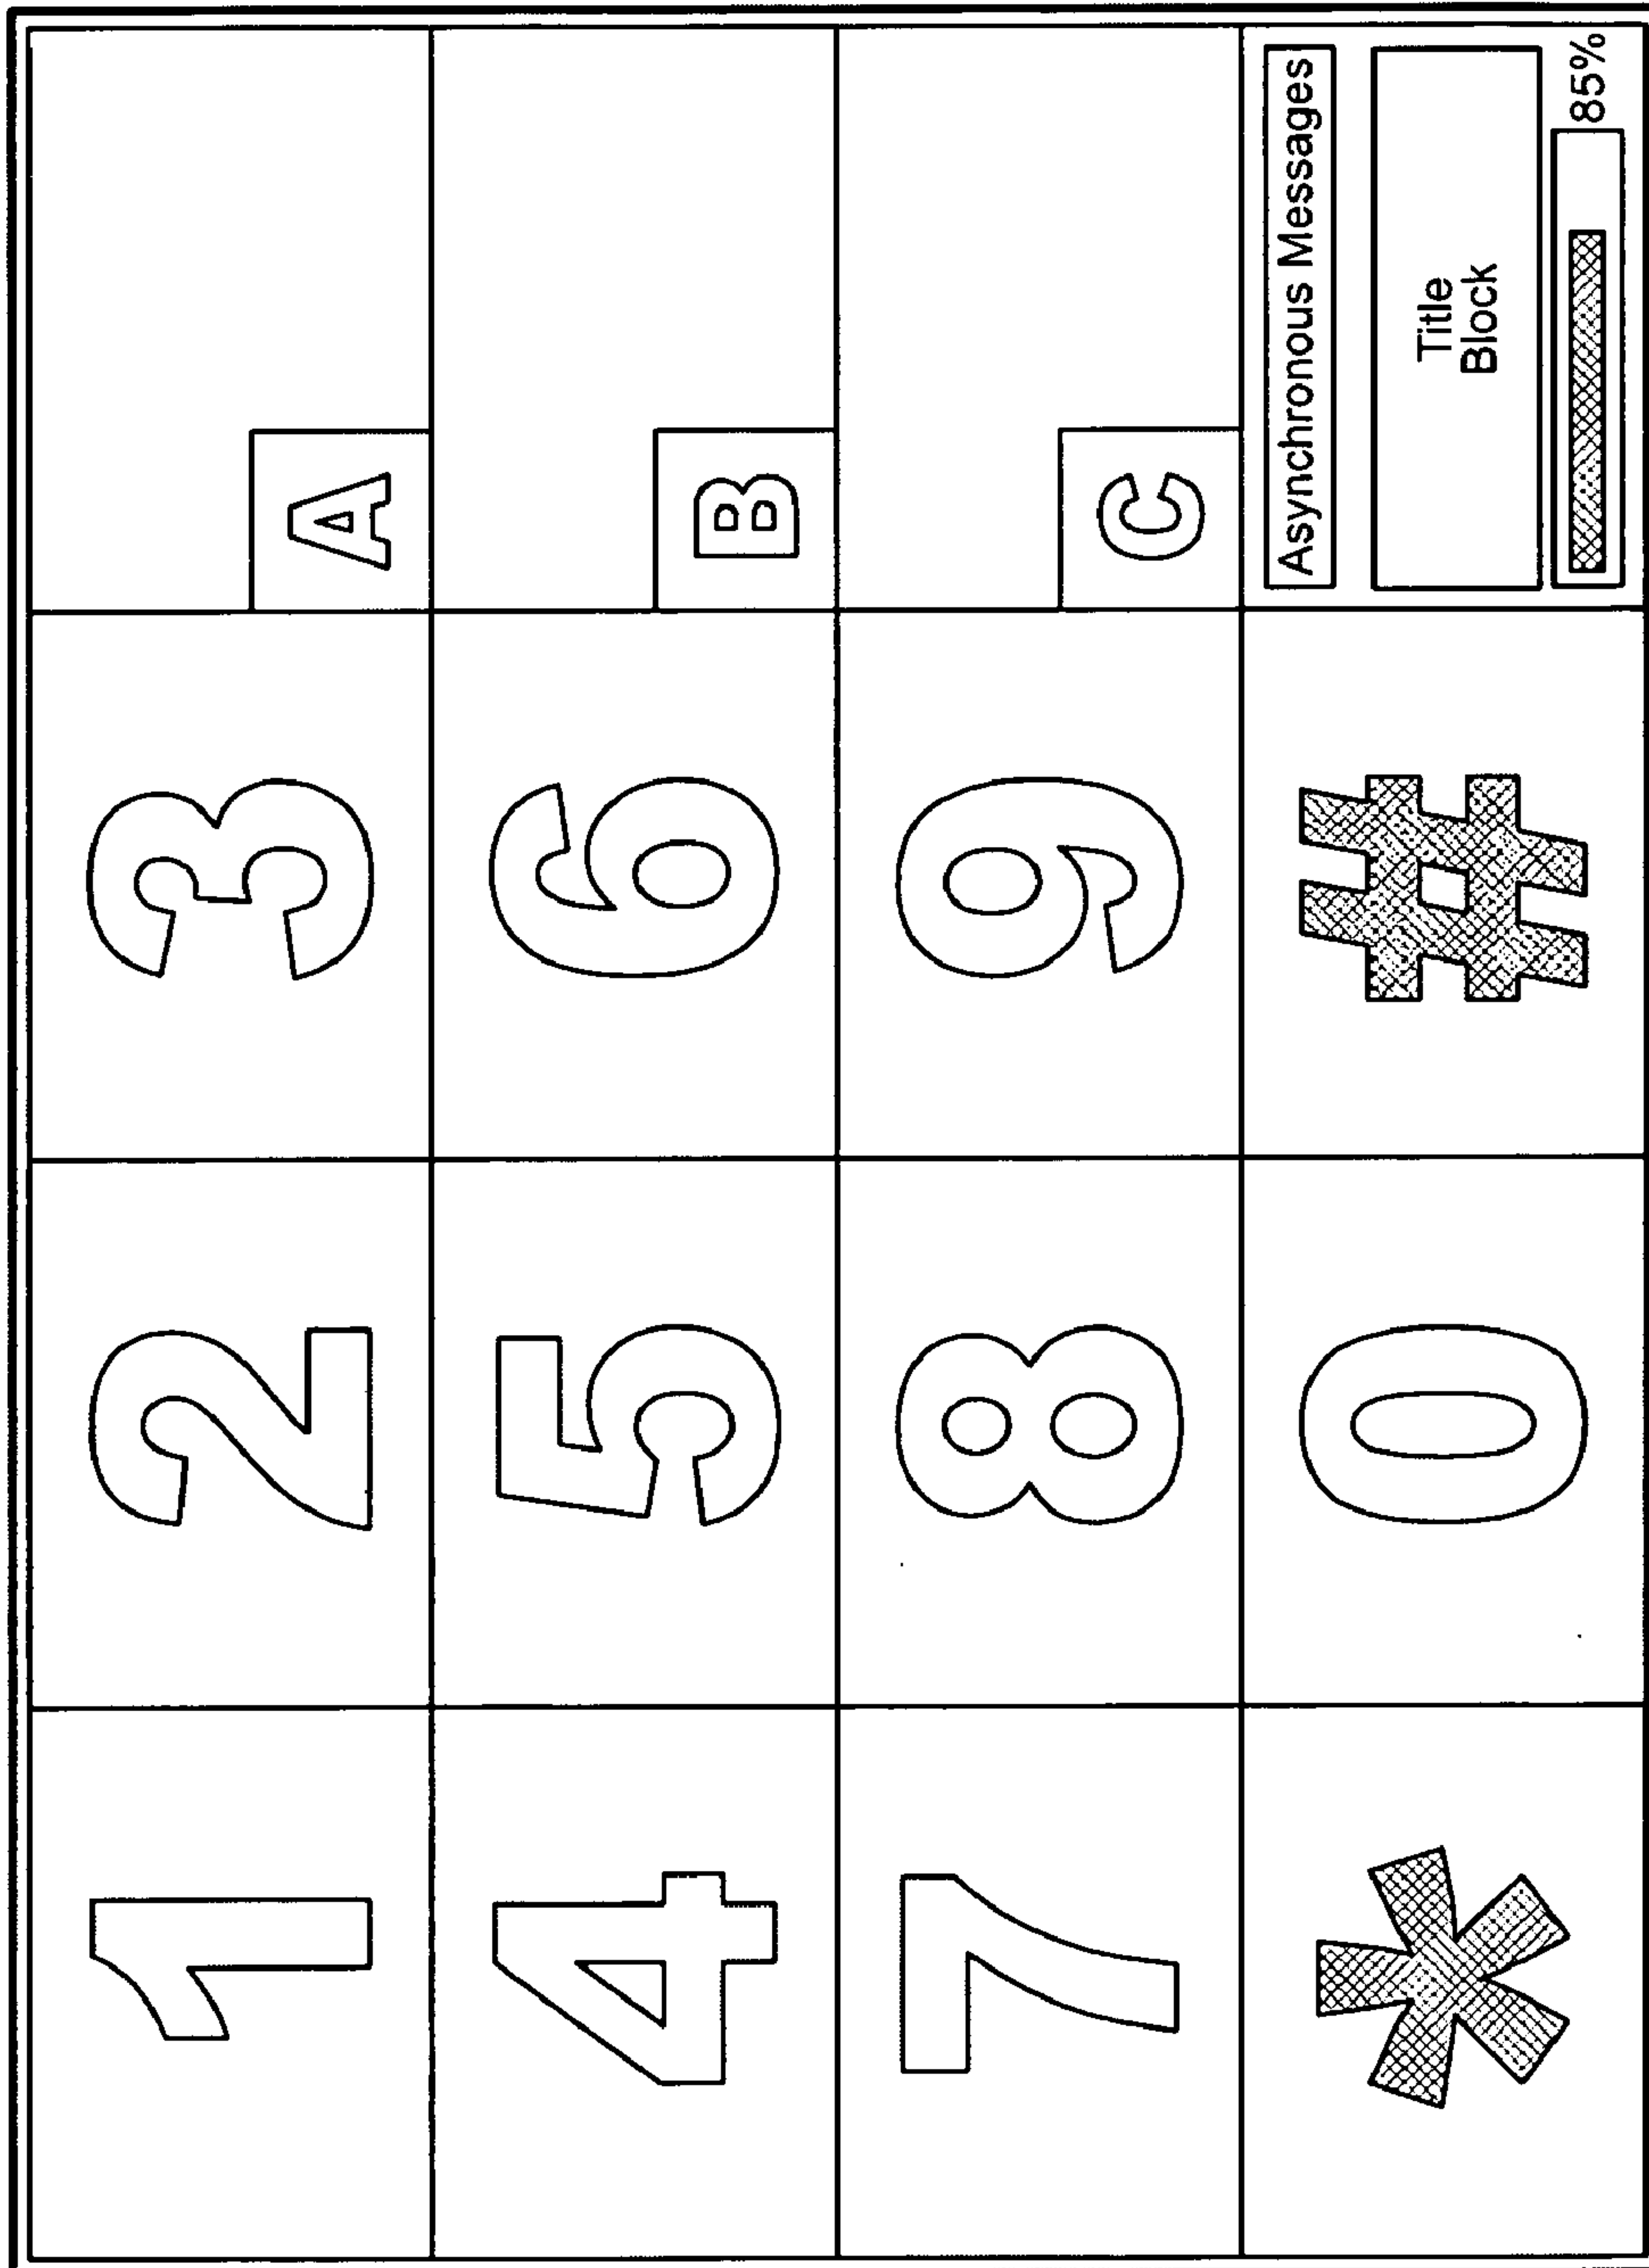 1 2 3 A
4 5 6 B
7 8 9 C
* 0 # Asynchronous Messages
Title
Block
85%